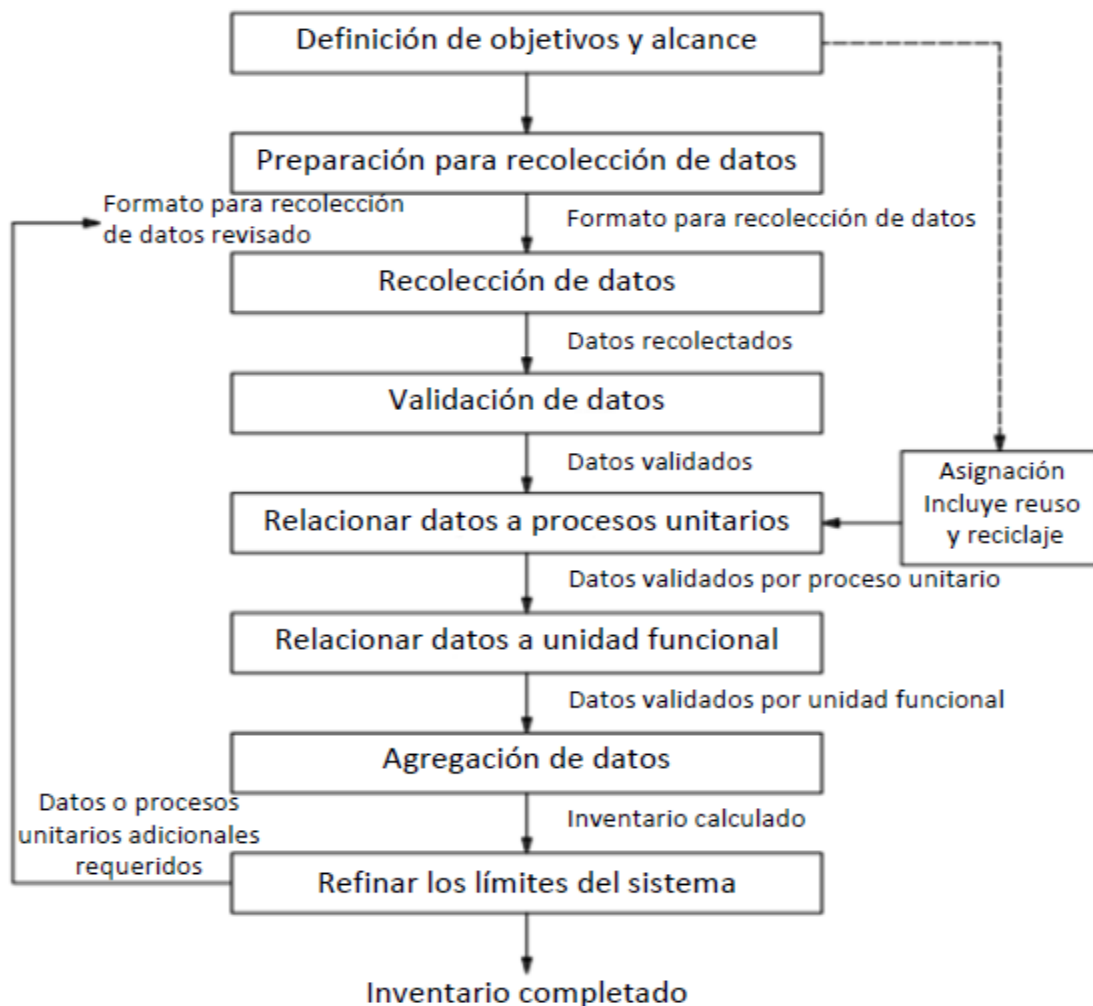 Definición de objetivos y alcance
Preparación para recolección de datos
Formato para recolección
de datos revisado
Formato para recolección de datos
Recolección de datos
Datos recolectados
Validación de datos
Datos validados
Asignación
Incluye reuso
y reciclaje
Relacionar datos a procesos unitarios
Datos validados por proceso unitario
Relacionar datos a unidad funcional
Datos validados por unidad funcional
Agregación de datos
Datos o procesos
unitarios adicionales
requeridos
Inventario calculado
Refinar los límites del sistema
Inventario completado